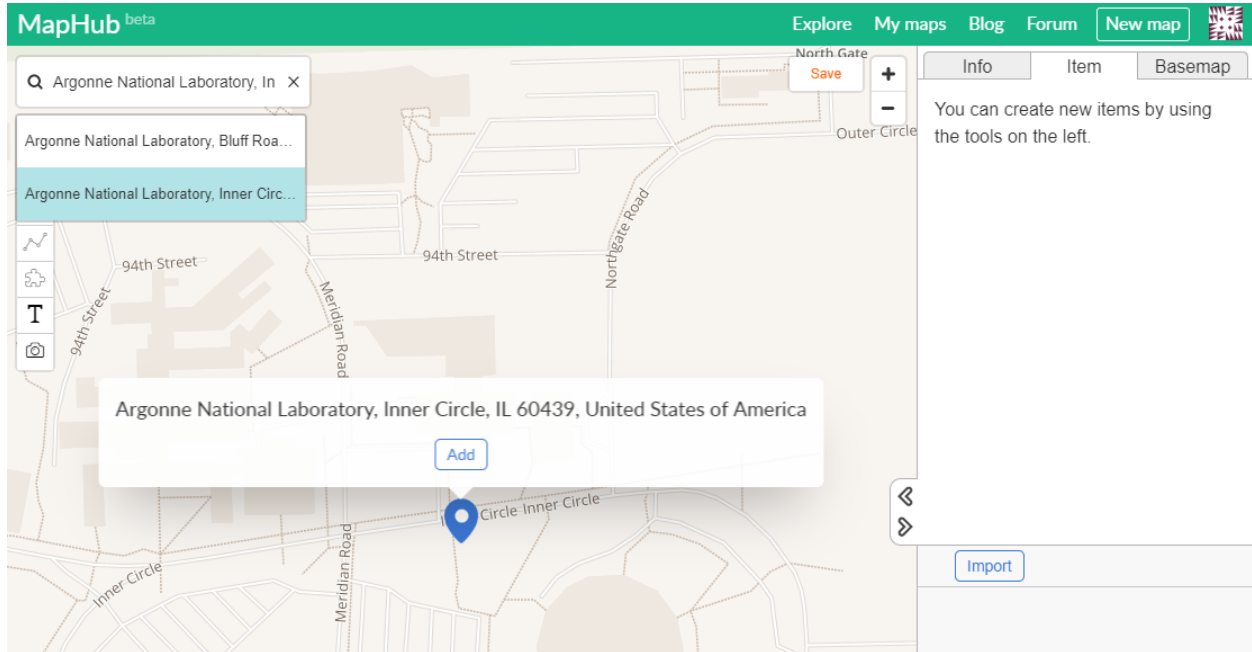 MapHub beta
Explore My maps Blog Forum New map
Argonne National Laboratory, In
Argonne National Laboratory, Bluff Roa...
Argonne National Laboratory, Inner Circ...
T
North Gate
Save
+
−
Outer Circle
94th Street
94th Street
94th Street
Northgate Road
Meridian Road
Argonne National Laboratory, Inner Circle, IL 60439, United States of America
Add
Circle Inner Circle
Inner Circle
Meridian Road
Info Item Basemap
You can create new items by using
the tools on the left.
Import